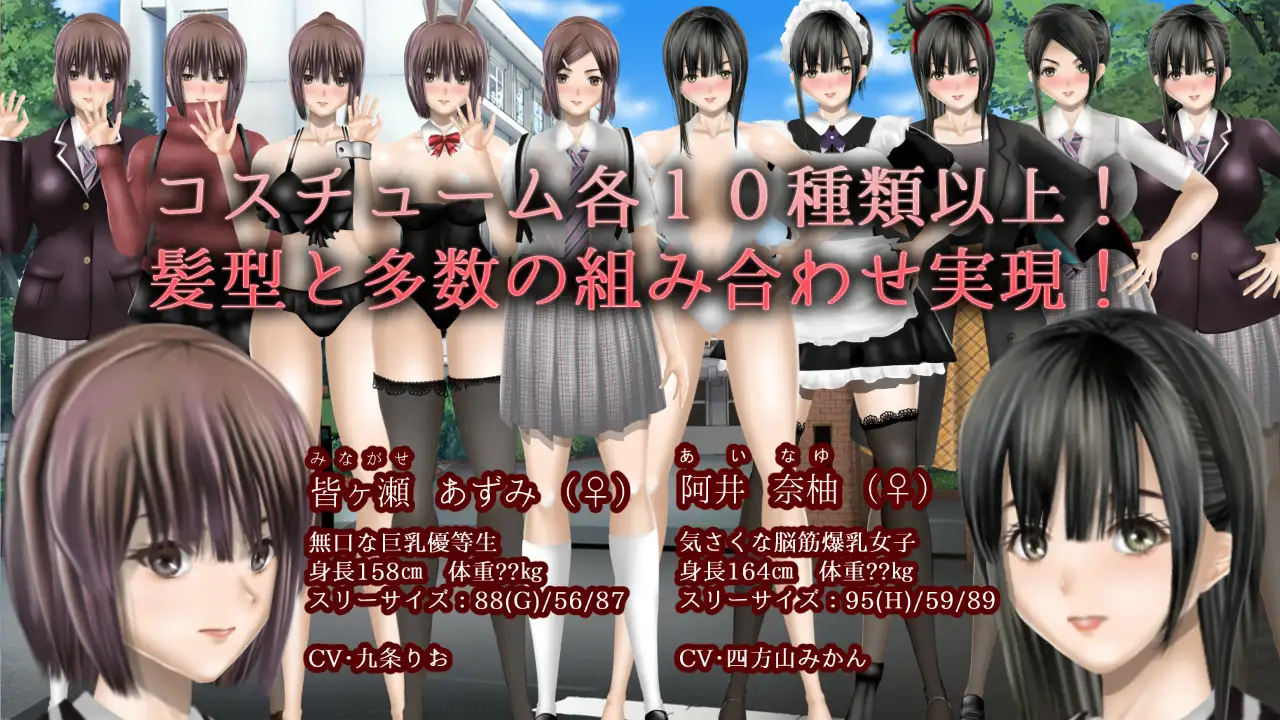 コスチューム各１０種類以上！
髪型と多数の組み合わせ実現！
みながせ
皆ヶ瀬　あずみ（♀）
無口な巨乳優等生
身長158㎝　体重??㎏
スリーサイズ：88(G)/56/87
CV･九条りお
あ　い　な　ゆ
阿井　奈柚（♀）
気さくな脳筋爆乳女子
身長164㎝　体重??㎏
スリーサイズ：95(H)/59/89
CV･四方山みかん